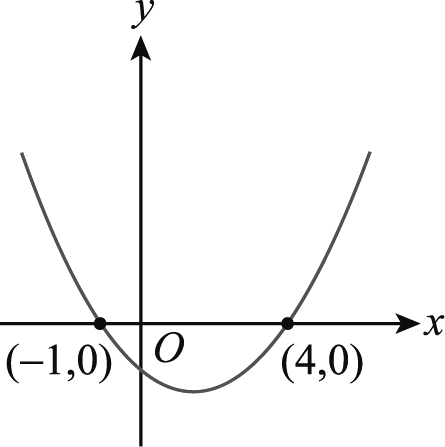 y
x
O
(−1,0)
(4,0)